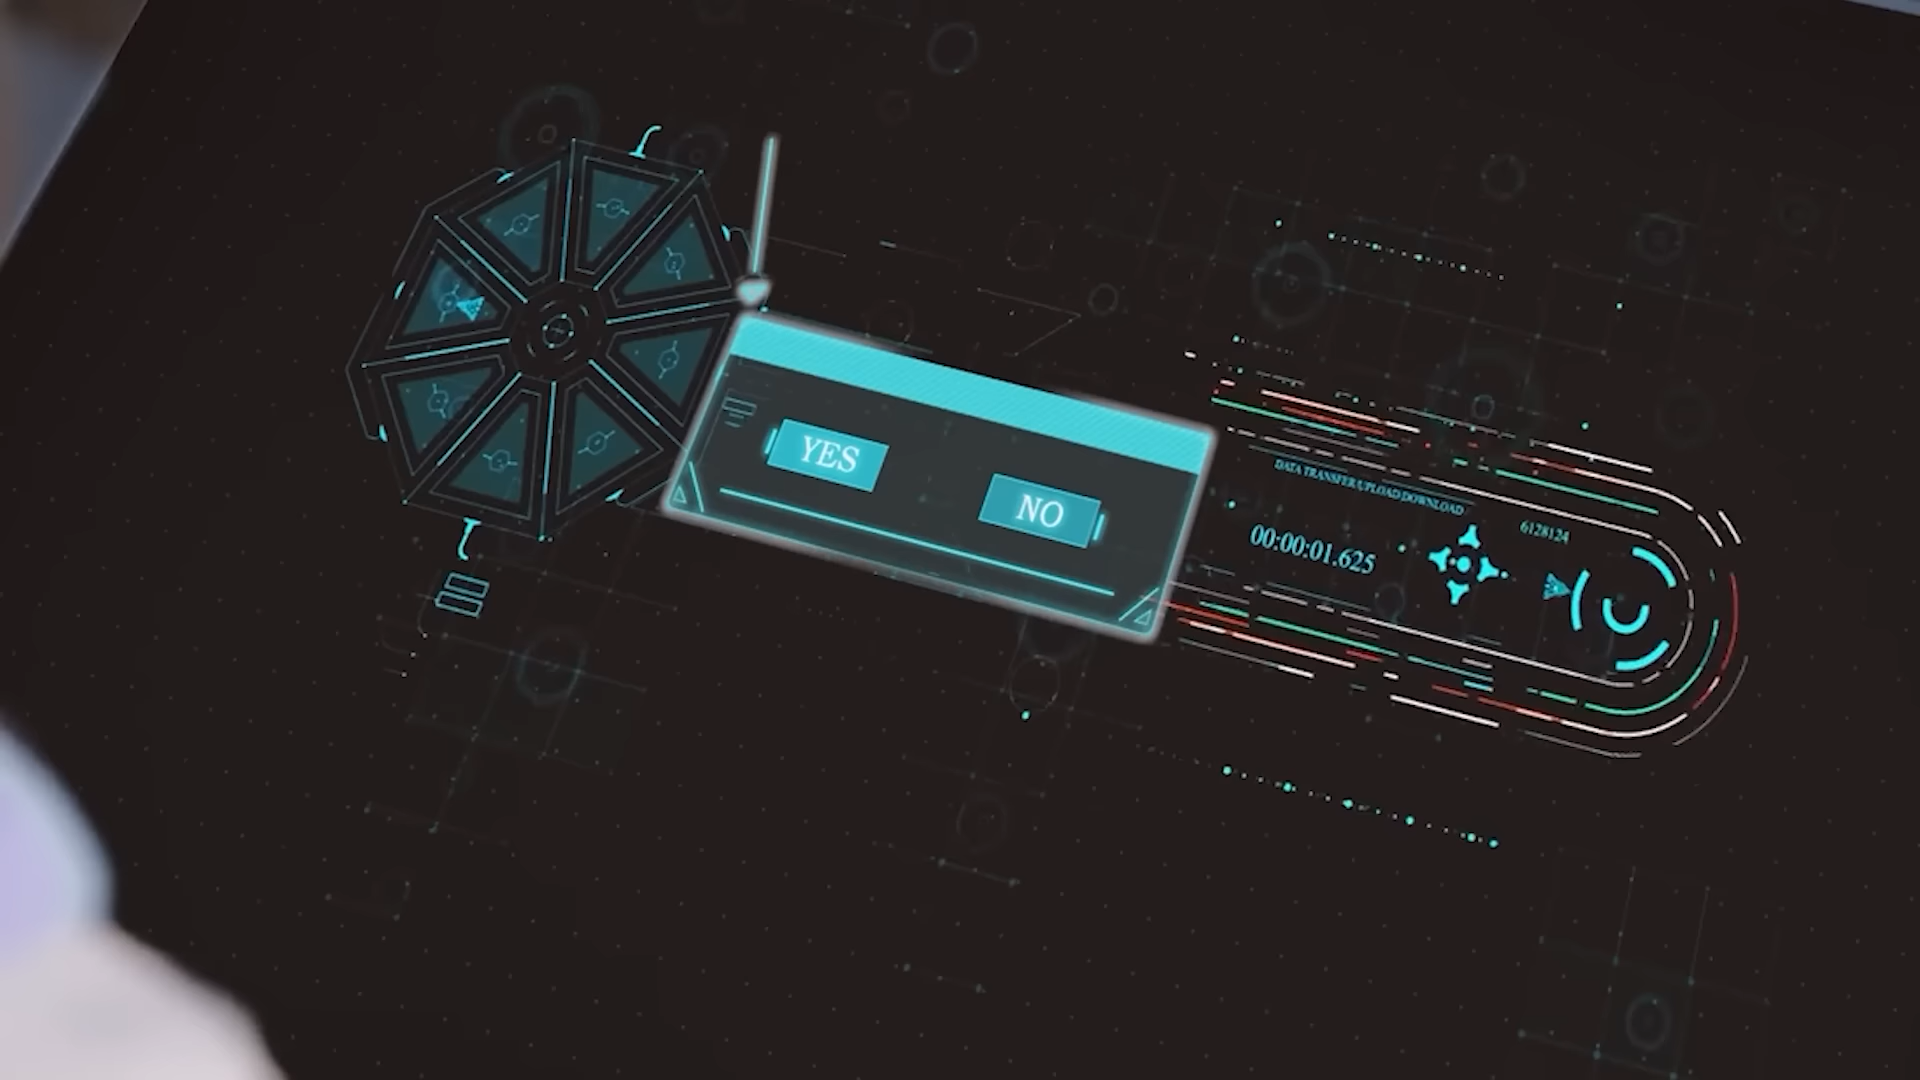 YES
NO
DATA TRANSFER/UPLOAD DOWNLOAD
00:00:01.625
6128124